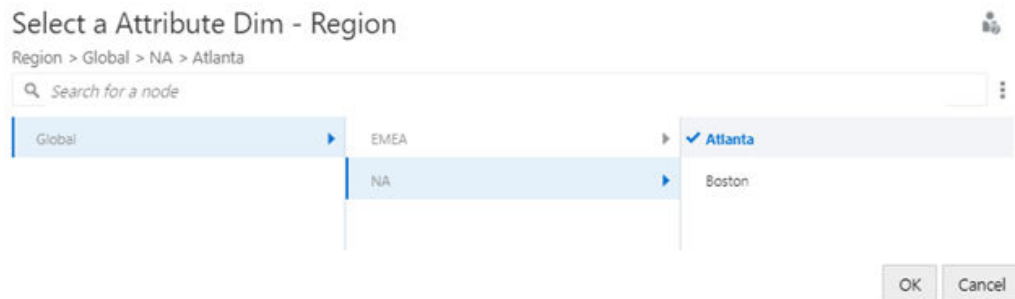 Select a Attribute Dim - Region
Region > Global > NA > Atlanta
Search for a node
Global
EMEA
Atlanta
NA
Boston
OK
Cancel